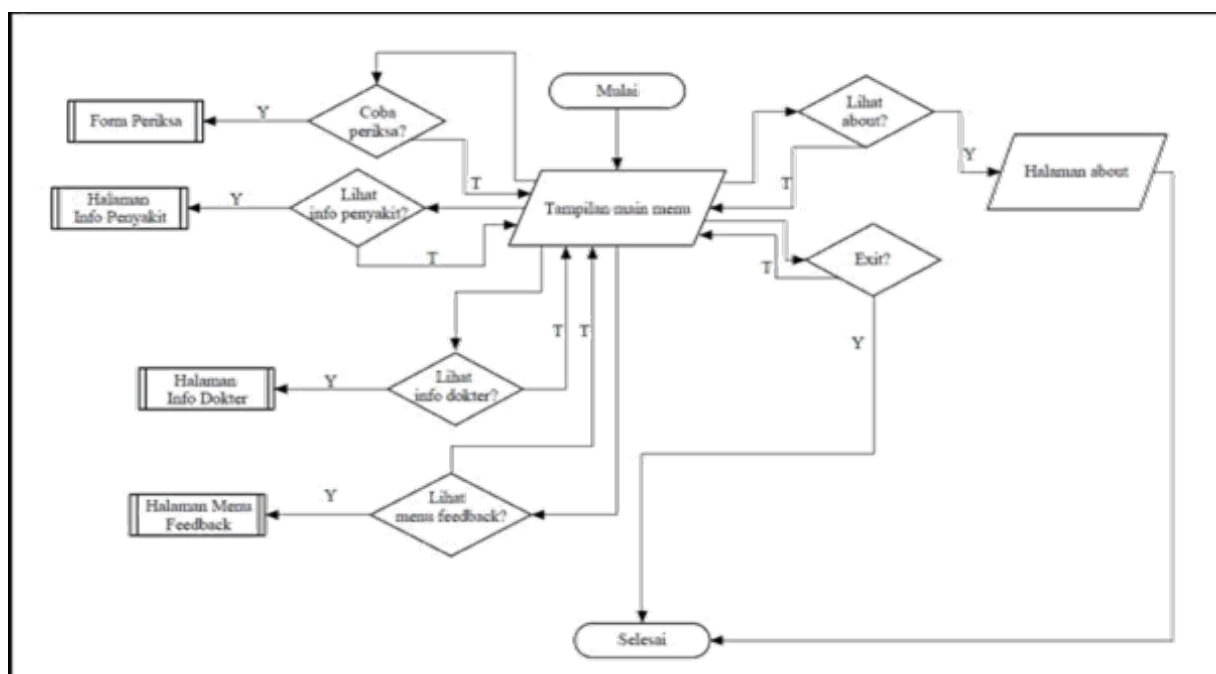 Mulai
Coba
periksa?
Y
Form Periksa
T
Lihat
about?
Y
T
Halaman about
Lihat
info penyakit?
Y
Halaman
Info Penyakit
T
Tampilan main menu
Exit?
T
Y
Lihat
info dokter?
Y
Halaman
Info Dokter
T
T
Lihat
menu feedback?
Y
Halaman Menu
Feedback
Selesai